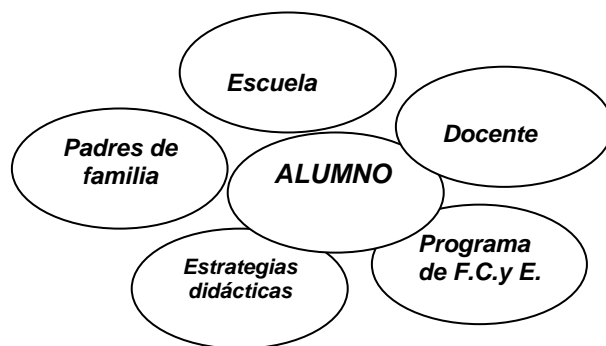 Escuela
Docente
Padres de
familia
ALUMNO
Programa
de F.C.y E.
Estrategias
didácticas